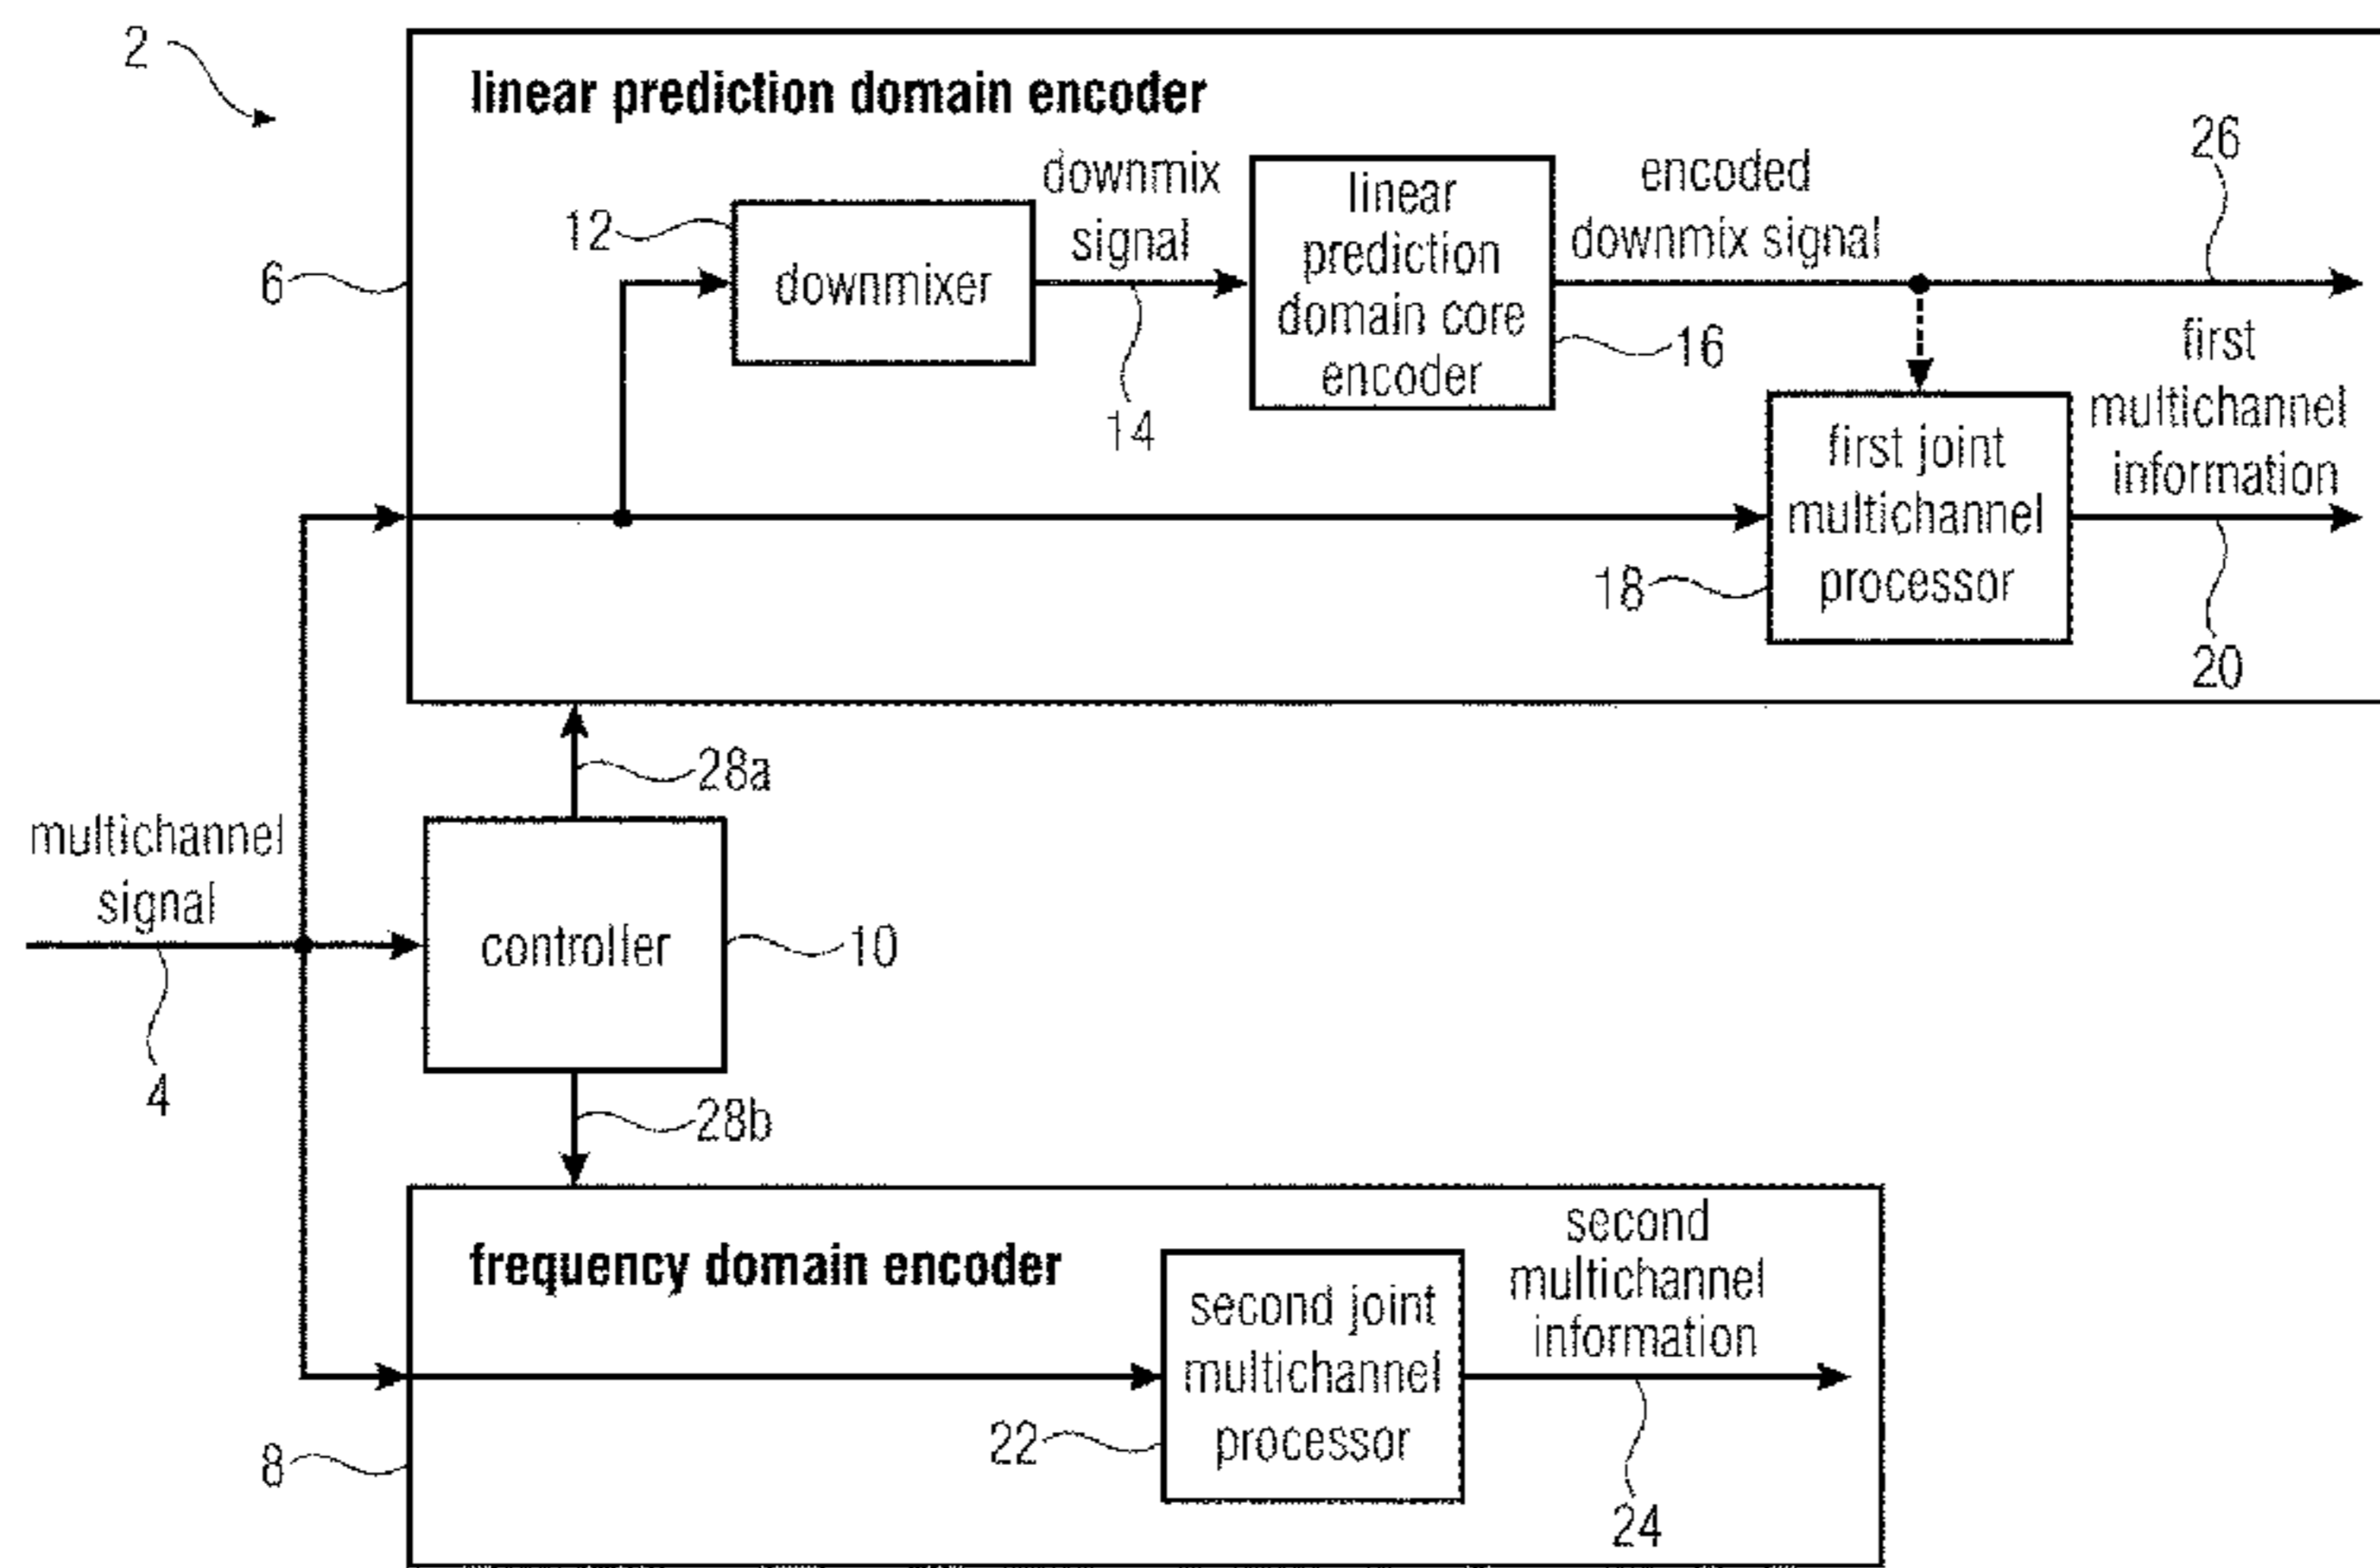 2
linear prediction domain encoder
26
downmix
signal
encoded
downmix signal
12
downmixer
linear
prediction
domain core
encoder
6
16
14
first
multichannel
information
first joint
multichannel
processor
18
20
28a
multichannel
signal
controller
10
4
28b
frequency domain encoder
second
multichannel
information
second joint
multichannel
processor
22
8
24